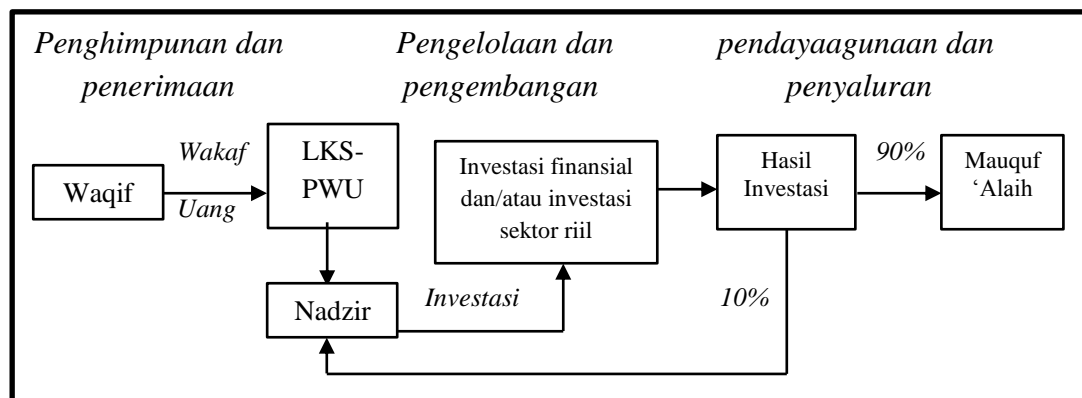 Penghimpunan dan
penerimaan
Pengelolaan dan
pengembangan
pendayaagunaan dan
penyaluran
Waqif
Wakaf
Uang
LKS-
PWU
Nadzir
Investasi
Investasi finansial
dan/atau investasi
sektor riil
Hasil
Investasi
90%
10%
Mauquf
‘Alaih